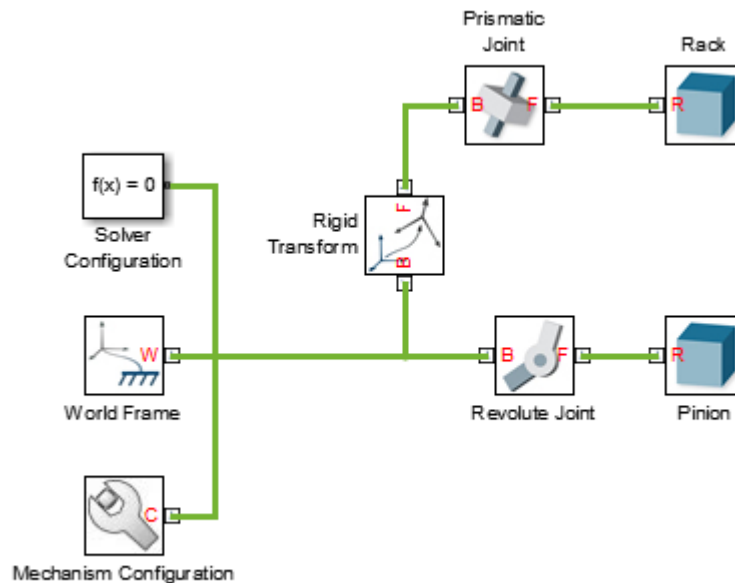 Prismatic
Joint
Rack
B
F
R
f(x) = 0
Solver
Configuration
F
Rigid
Transform
B
W
World Frame
B
F
Revolute Joint
R
Pinion
C
Mechanism Configuration